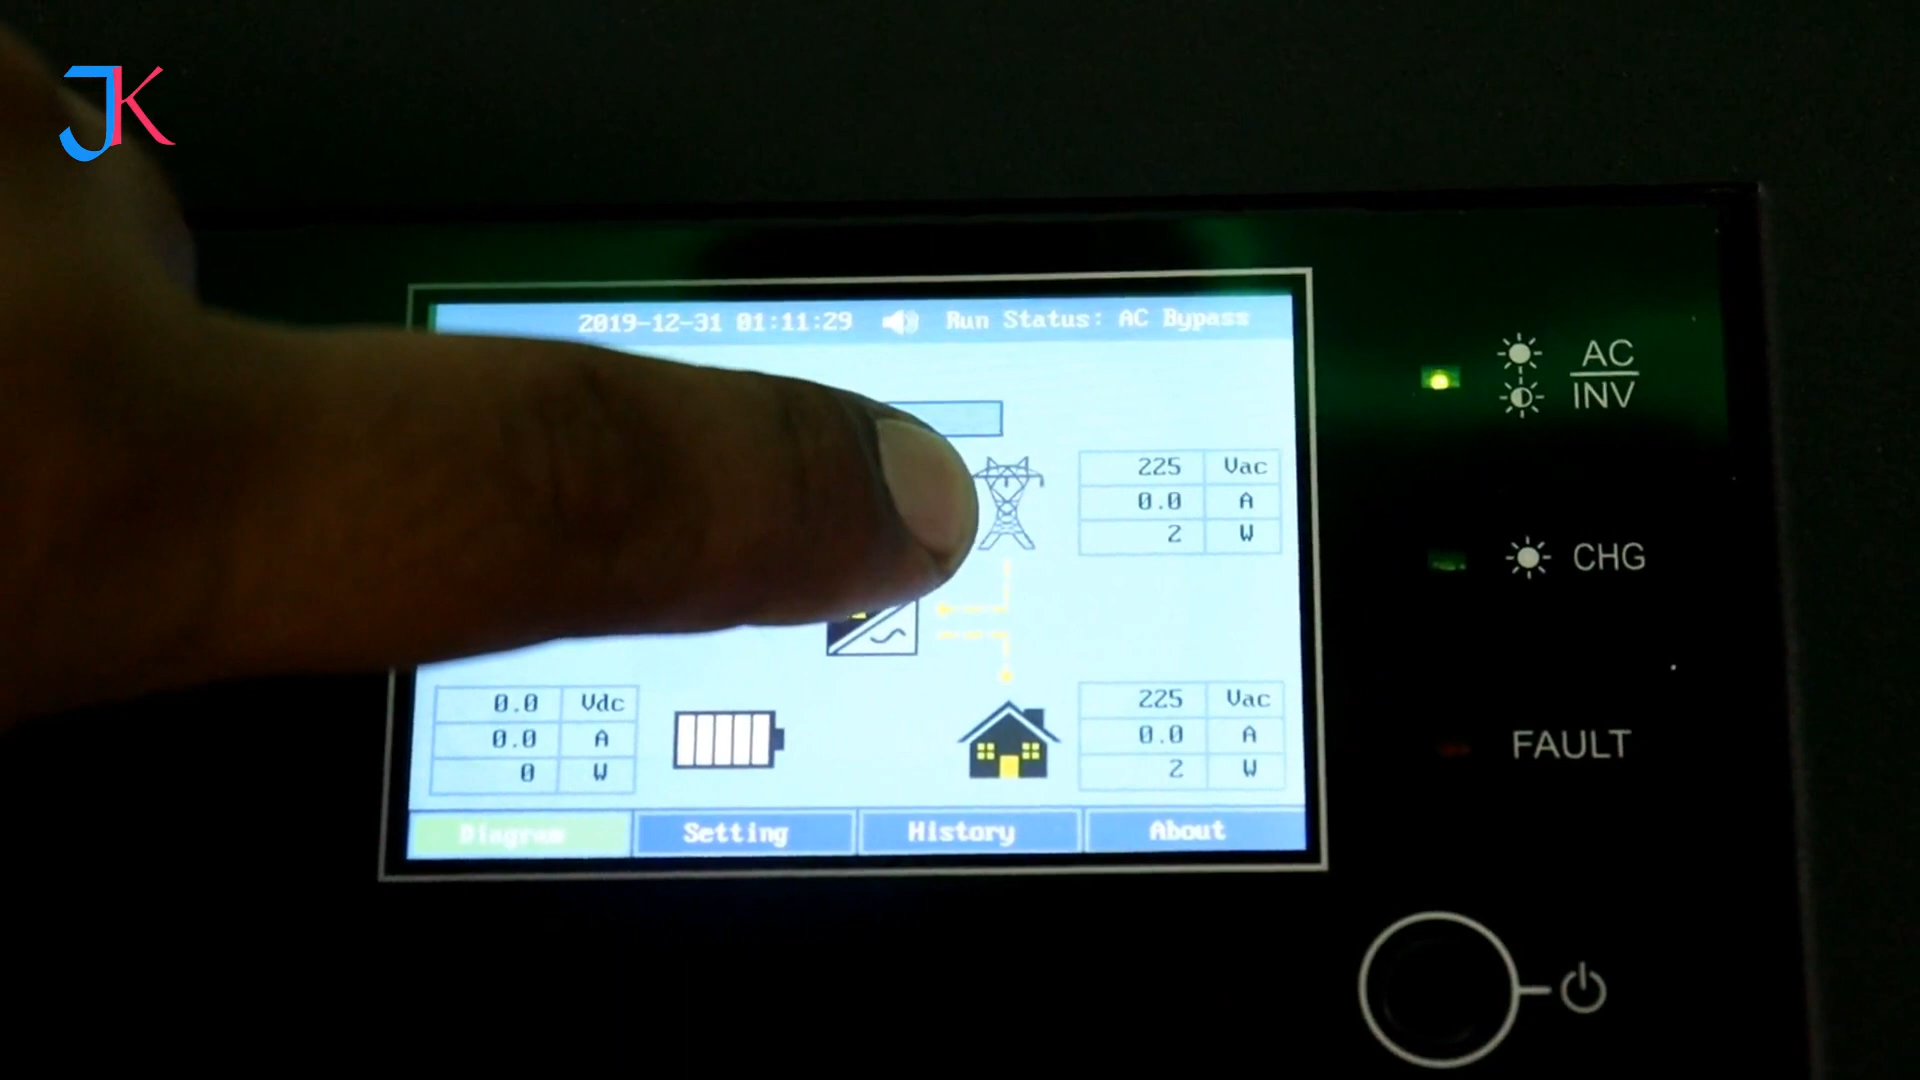 JK
2019-12-31 01:11:29 Run Status: AC Bypass
225 Vac
0.0 A
2 W
0.0 Vdc
0.0 A
0 W
225 Vac
0.0 A
2 W
Diagram Setting History About
AC
INV
CHG
FAULT